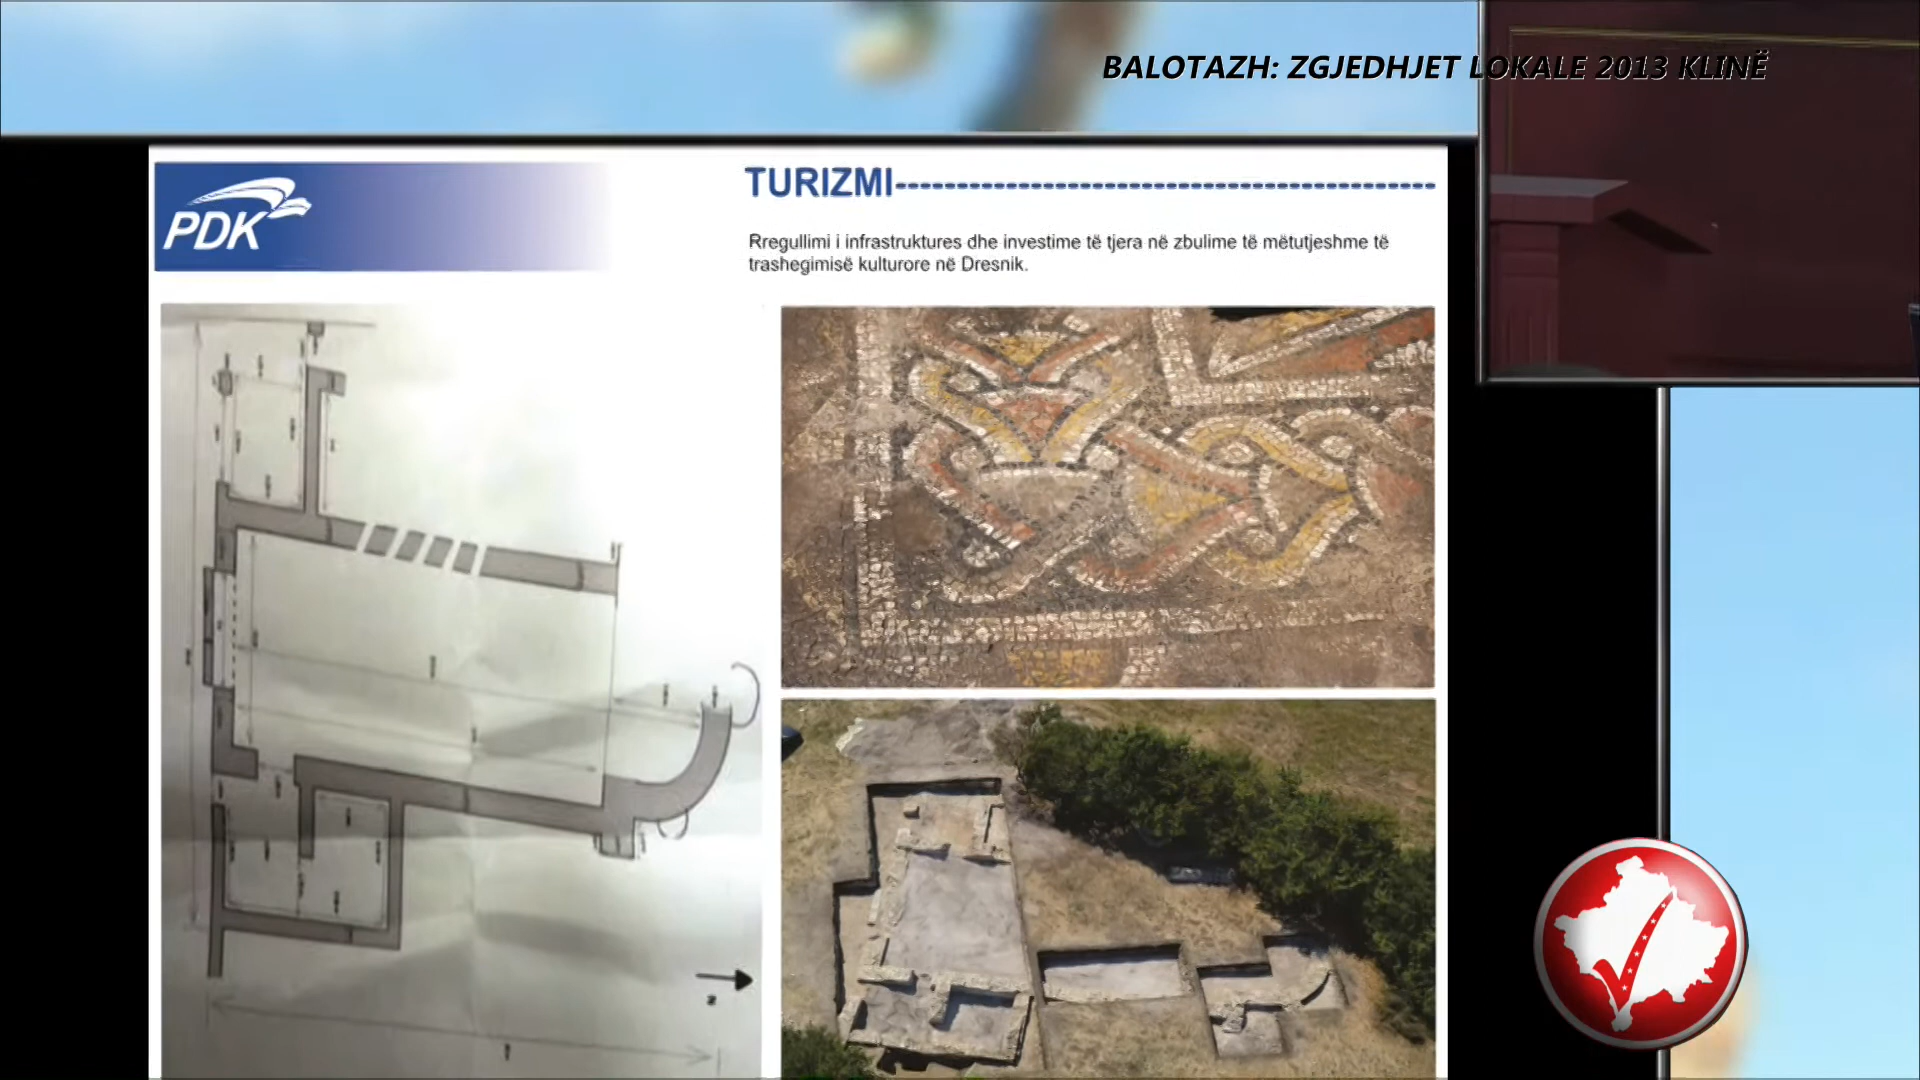 BALOTAZH: ZGJEDHJET LOKALE 2013 KLINË
PDK
TURIZMI
Rregullimi i infrastruktures dhe investime të tjera në zbulime të mëtutjeshme të
trashegimisë kulturore në Dresnik.